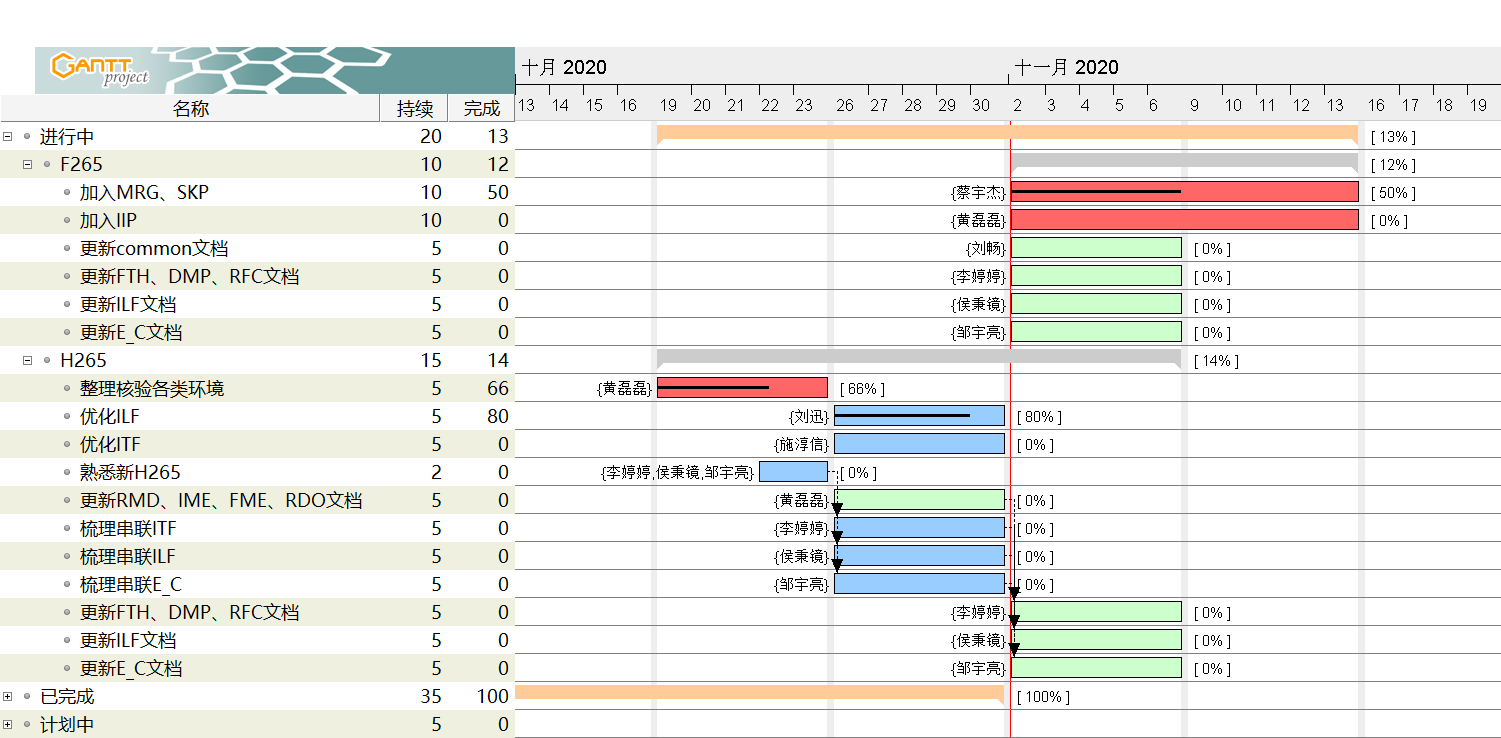 GANTT project
十月 2020 十一月 2020
名称 持续 完成 13 14 15 16 19 20 21 22 23 26 27 28 29 30 2 3 4 5 6 9 10 11 12 13 16 17 18 19
进行中 20 13 [ 13% ]
F265 10 12 [ 12% ]
加入MRG、SKP 10 50 {蔡宇杰} [ 50% ]
加入IIP 10 0 {黄磊磊} [ 0% ]
更新common文档 5 0 {刘畅} [ 0% ]
更新FTH、DMP、RFC文档 5 0 {李婷婷} [ 0% ]
更新ILF文档 5 0 {侯秉镜} [ 0% ]
更新E_C文档 5 0 {邹宇亮} [ 0% ]
H265 15 14 [ 14% ]
整理核验各类环境 5 66 {黄磊磊} [ 66% ]
优化ILF 5 80 {刘迅} [ 80% ]
优化ITF 5 0 {施淳信} [ 0% ]
熟悉新H265 2 0 {李婷婷,侯秉镜,邹宇亮} [ 0% ]
更新RMD、IME、FME、RDO文档 5 0 {黄磊磊} [ 0% ]
梳理串联ITF 5 0 {李婷婷} [ 0% ]
梳理串联ILF 5 0 {侯秉镜} [ 0% ]
梳理串联E_C 5 0 {邹宇亮} [ 0% ]
更新FTH、DMP、RFC文档 5 0 {李婷婷} [ 0% ]
更新ILF文档 5 0 {侯秉镜} [ 0% ]
更新E_C文档 5 0 {邹宇亮} [ 0% ]
已完成 35 100 [ 100% ]
计划中 5 0